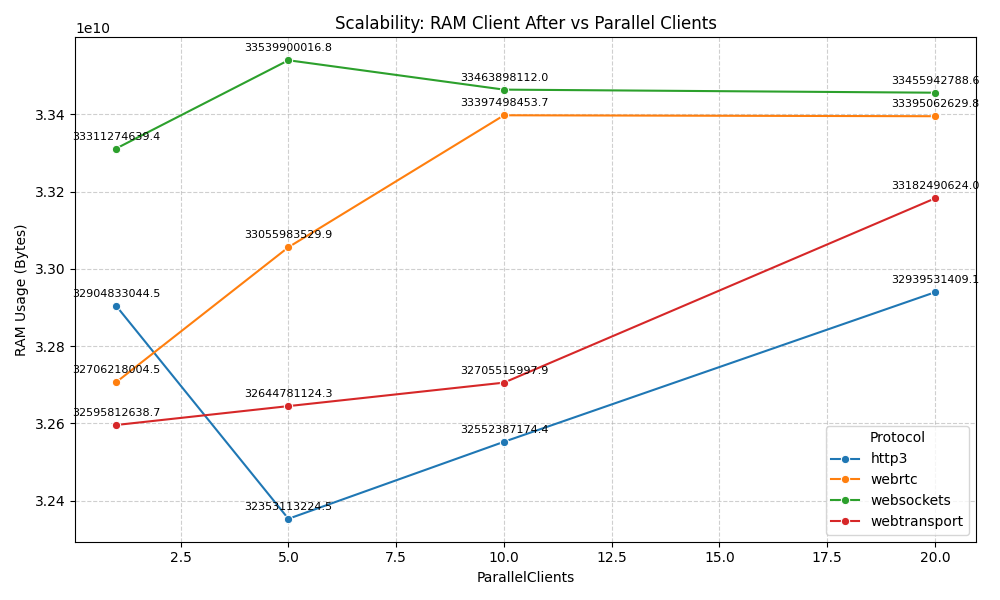 Scalability: RAM Client After vs Parallel Clients
1e10
33539900016.8
33463898112.0
33455942788.6
33397498453.7
33395062629.8
3.34
33311274639.4
3.32
33182490624.0
33055983529.9
3.30
RAM Usage (Bytes)
32904833044.5
32939531409.1
3.28
32706218004.5
32705515997.9
32644781124.3
32595812638.7
3.26
32552387174.4
32353113224.5
3.24
Protocol
http3
webrtc
websockets
webtransport
2.5 5.0 7.5 10.0 12.5 15.0 17.5 20.0
ParallelClients